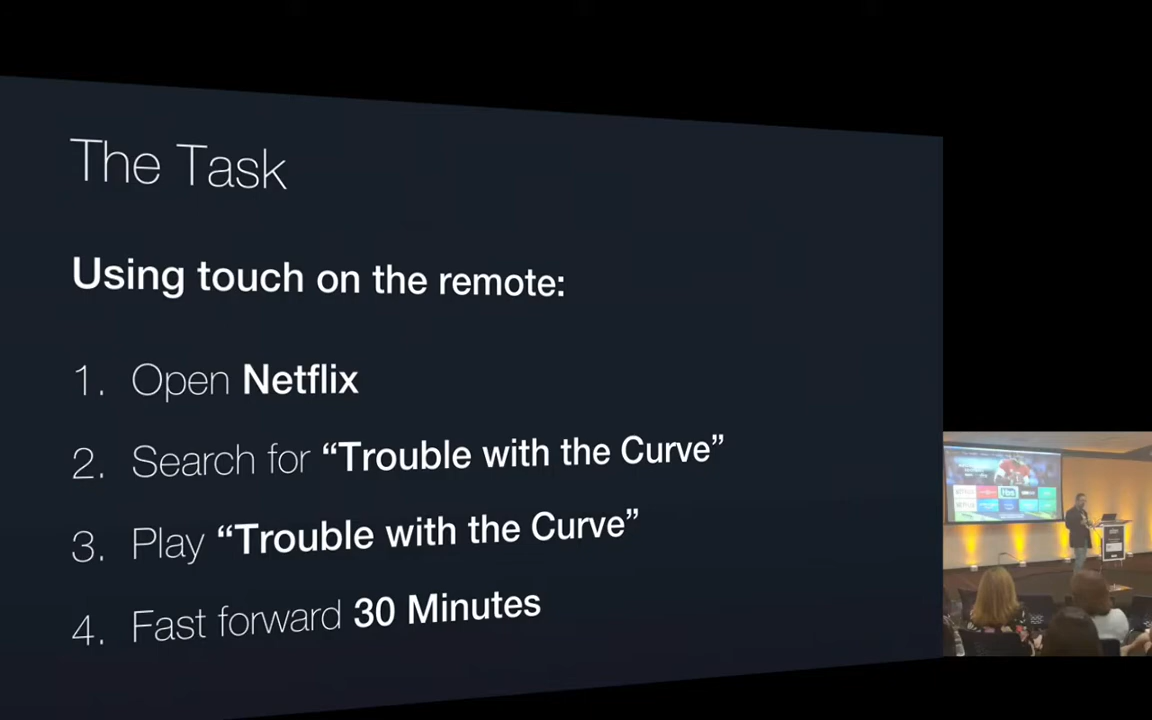 The Task
Using touch on the remote:
1. Open Netflix
2. Search for “Trouble with the Curve”
3. Play “Trouble with the Curve”
4. Fast forward 30 Minutes